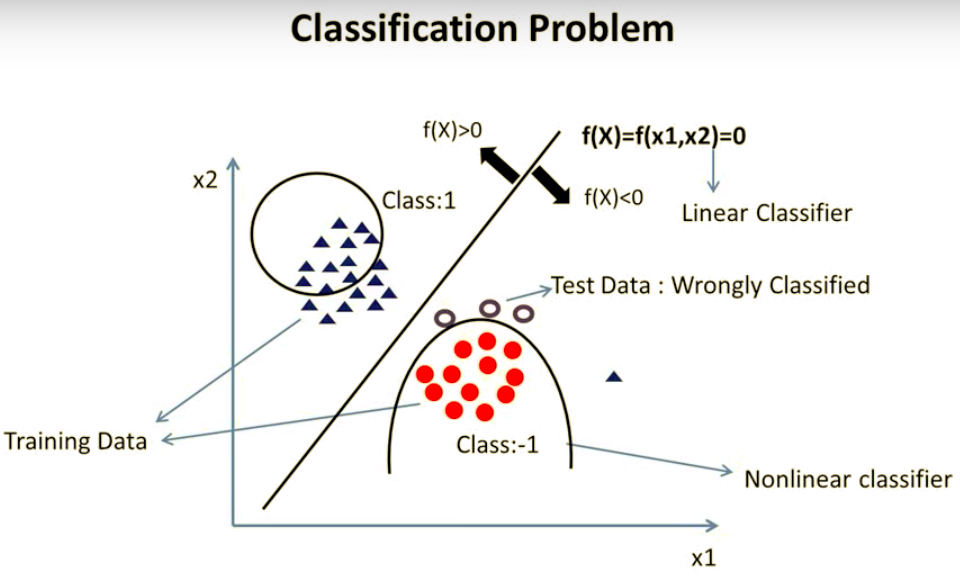 Classification Problem
f(X)>0
f(X)=f(x1,x2)=0
x2
Class:1
f(X)<0
Linear Classifier
Test Data : Wrongly Classified
Training Data
Class:-1
Nonlinear classifier
x1